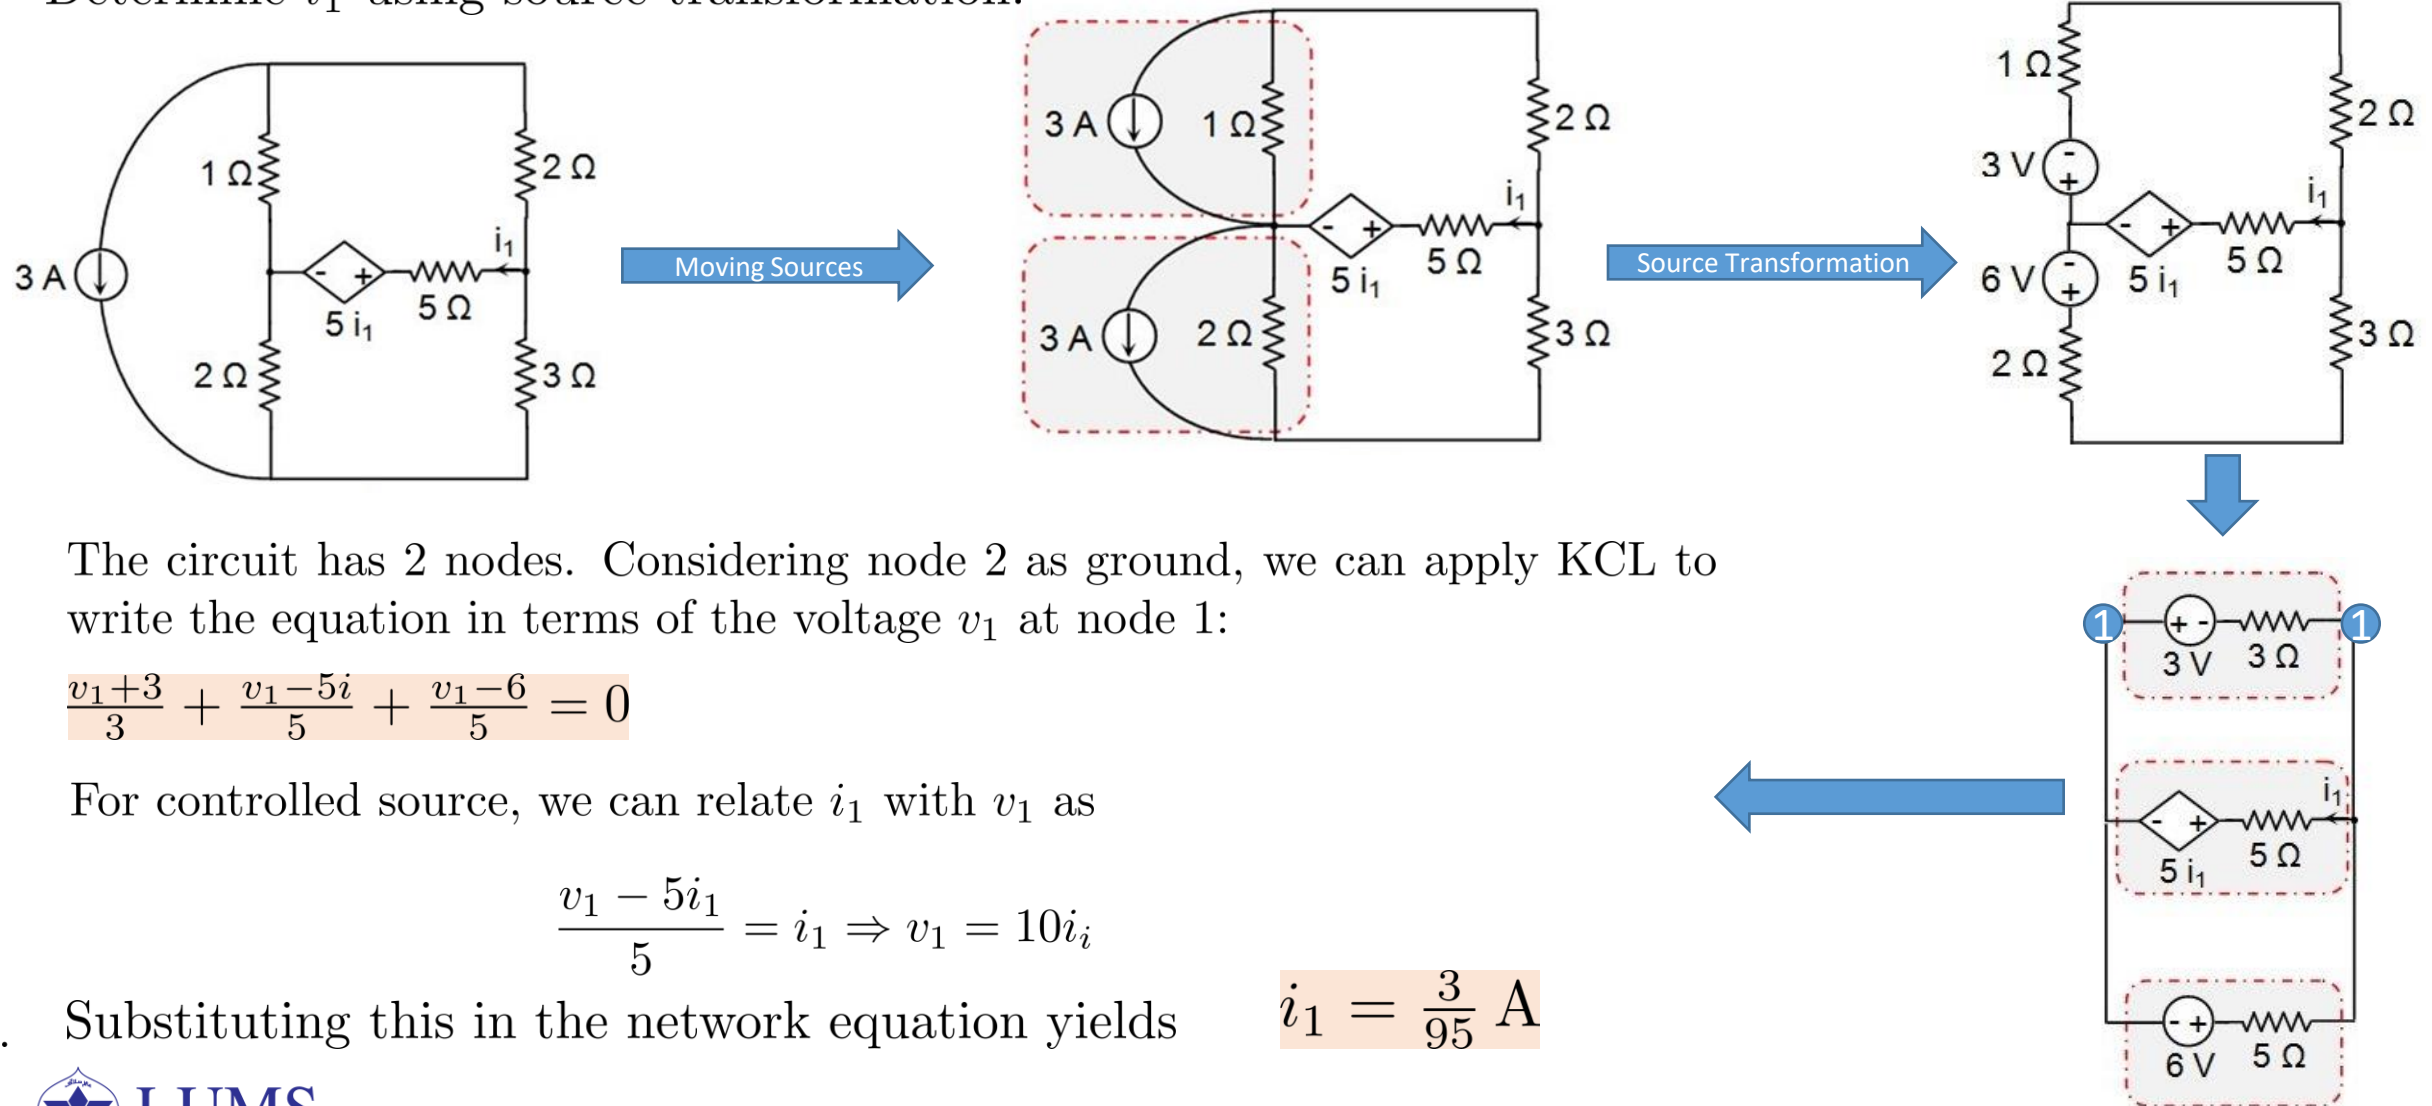 Determine i₁ using source transformation.
3 A
1 Ω
2 Ω
i₁
- +
5 i₁
5 Ω
2 Ω
3 Ω
Moving Sources
3 A
1 Ω
2 Ω
i₁
- +
5 i₁
5 Ω
3 A
2 Ω
3 Ω
Source Transformation
1 Ω
2 Ω
3 V
-
+
i₁
- +
5 i₁
5 Ω
6 V
-
+
2 Ω
3 Ω
The circuit has 2 nodes. Considering node 2 as ground, we can apply KCL to
write the equation in terms of the voltage v₁ at node 1:
(v₁+3)/3 + (v₁−5i)/5 + (v₁−6)/5 = 0
For controlled source, we can relate i₁ with v₁ as
(v₁ − 5i₁)/5 = i₁ ⇒ v₁ = 10iᵢ
. Substituting this in the network equation yields i₁ = 3/95 A
1
+ -
3 V
3 Ω
1
i₁
- +
5 i₁
5 Ω
- +
6 V
5 Ω
LUMS